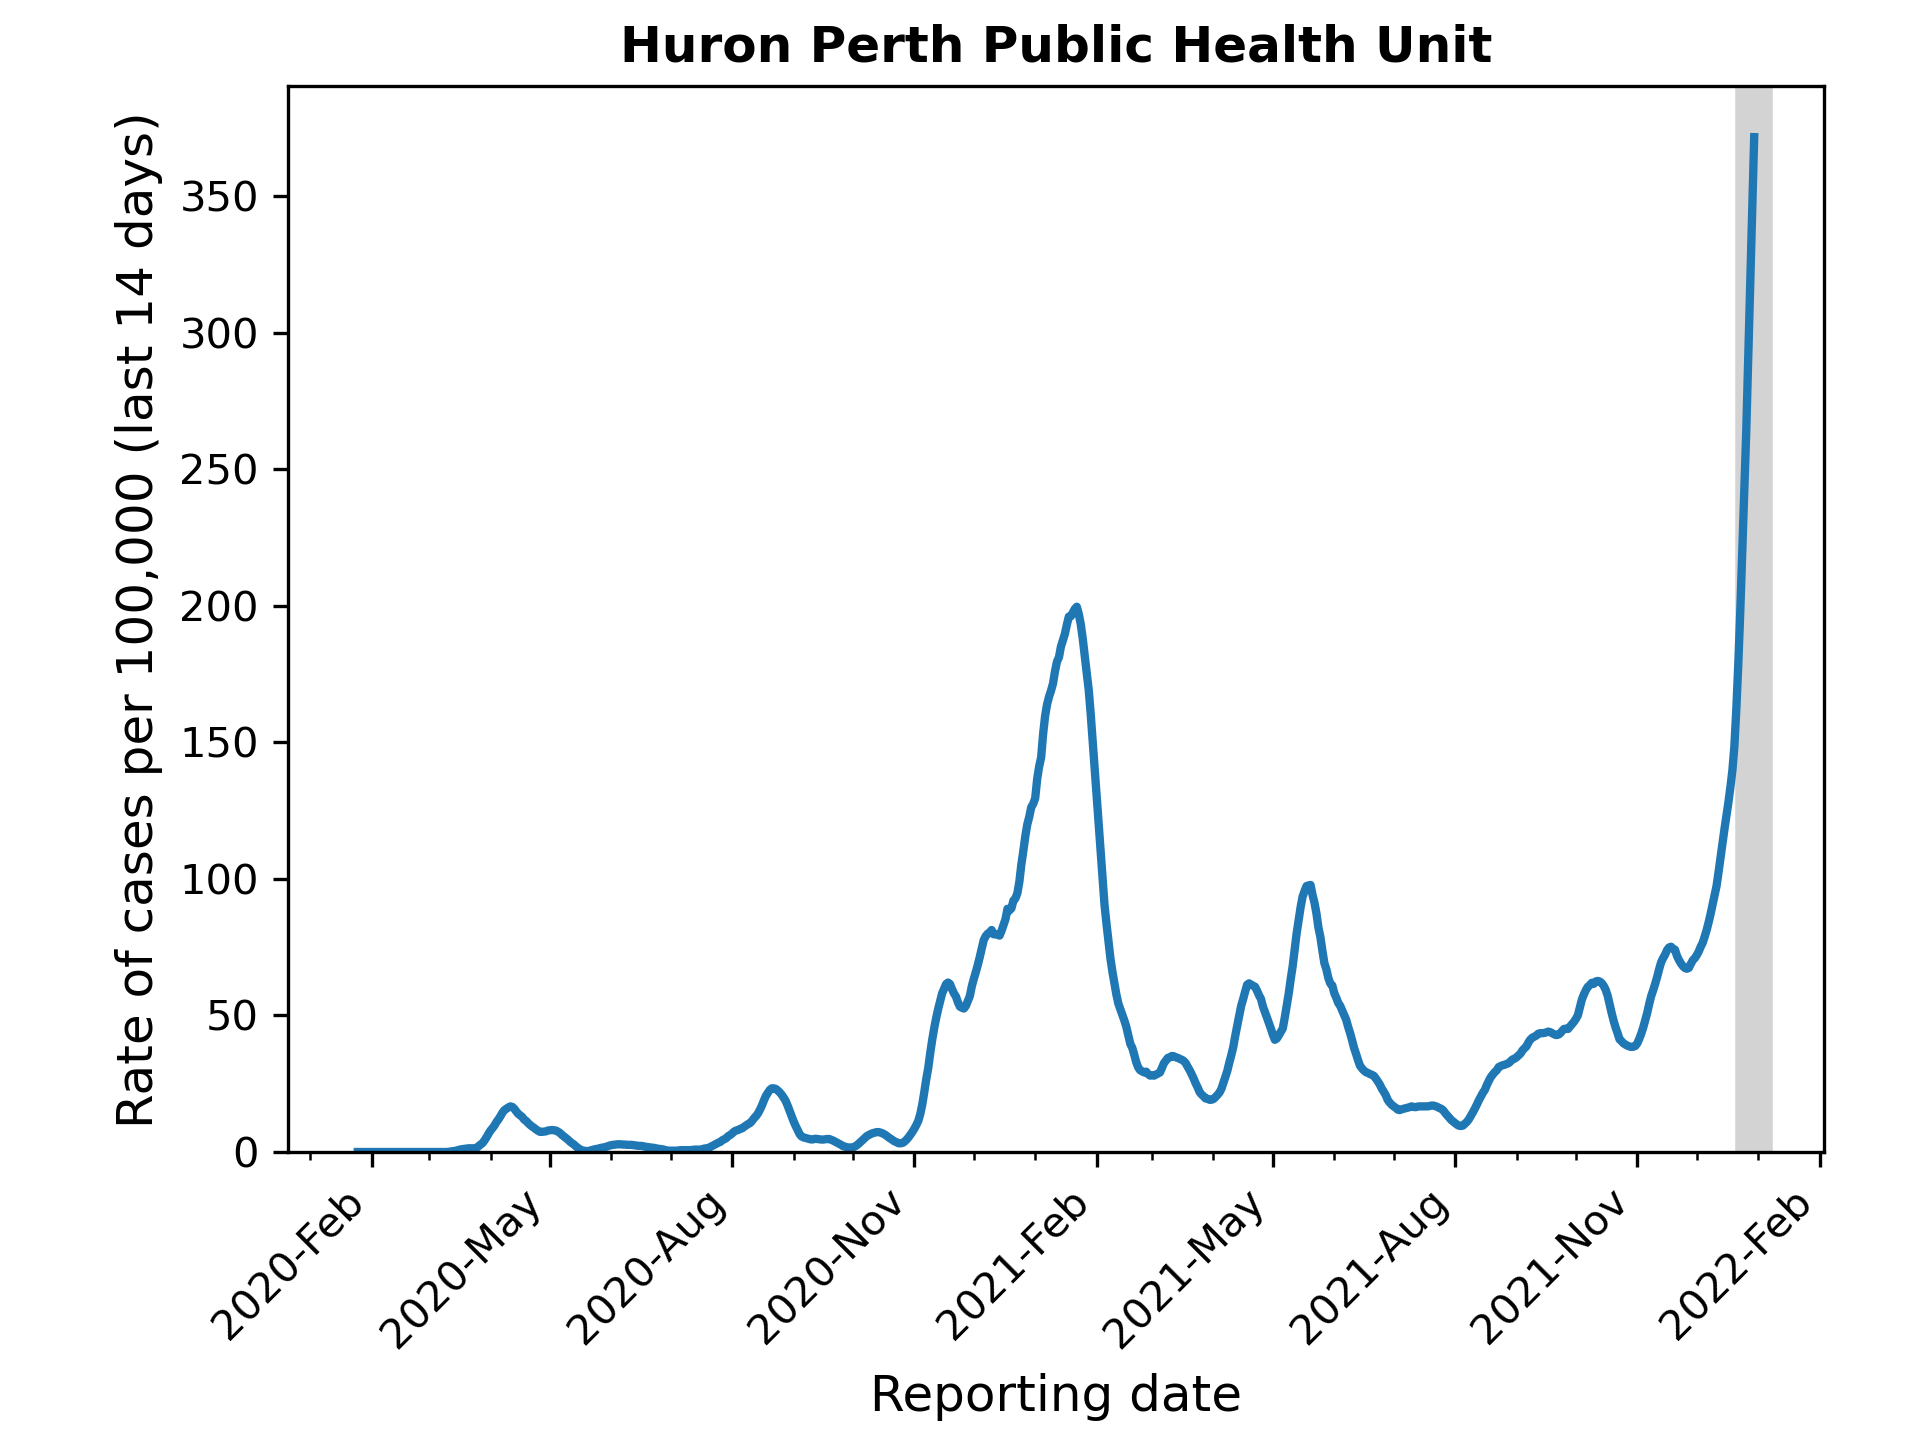 Huron Perth Public Health Unit
Rate of cases per 100,000 (last 14 days)
350
300
250
200
150
100
50
0
2020-Feb
2020-May
2020-Aug
2020-Nov
2021-Feb
2021-May
2021-Aug
2021-Nov
2022-Feb
Reporting date